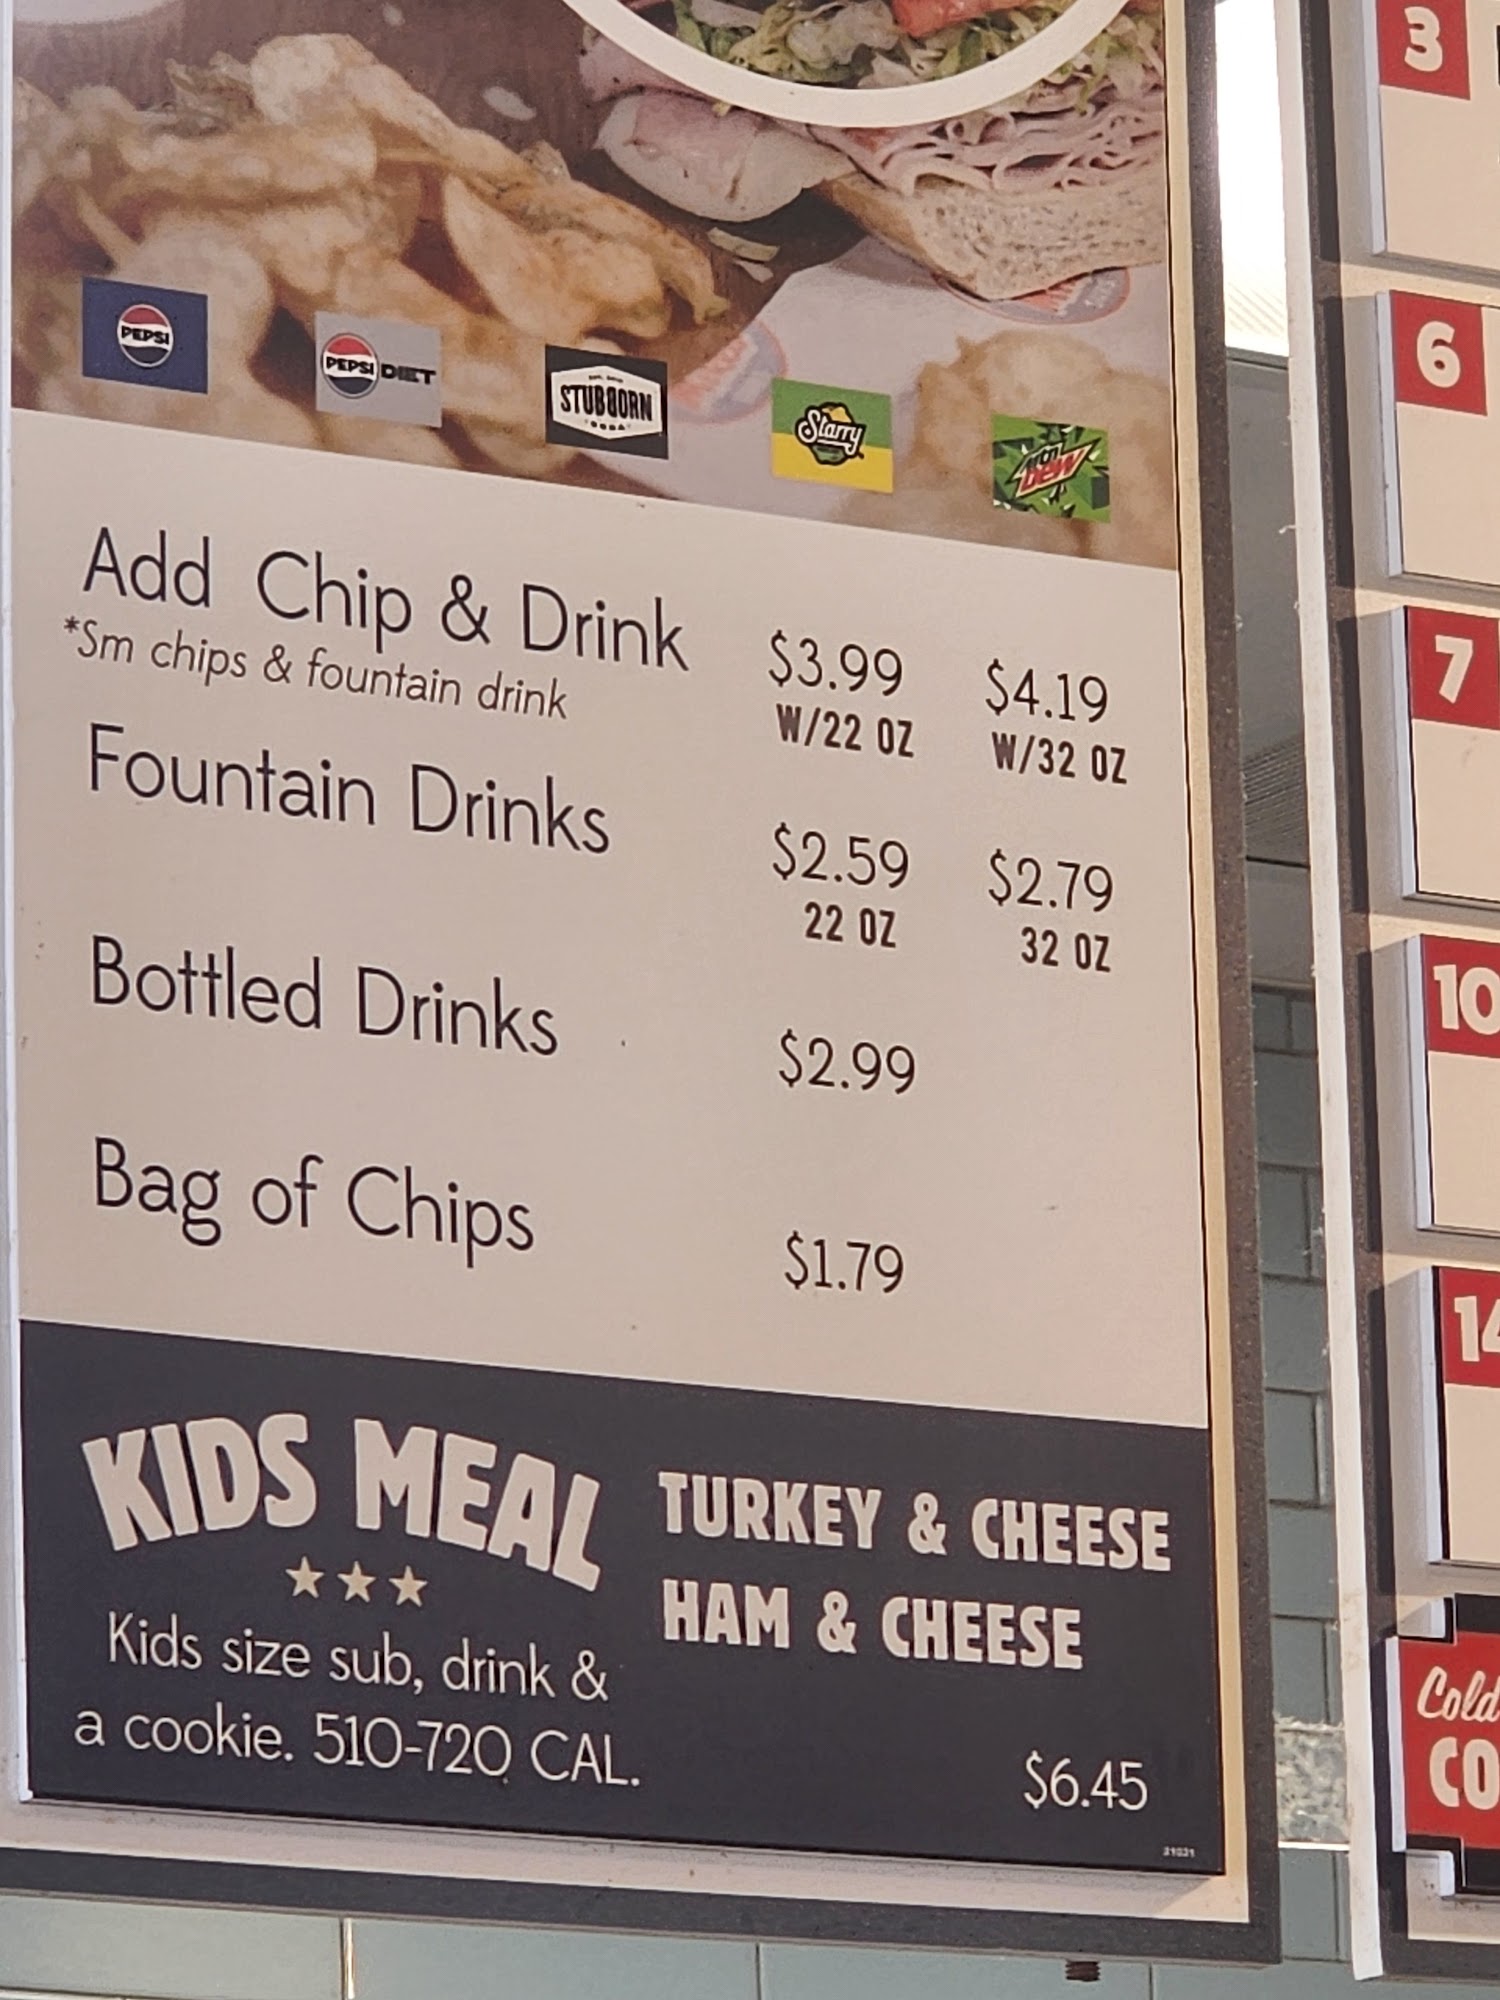 PEPSI
PEPSI DIET
STUBBORN
SODA
Starry
mtn
DEW
Add Chip & Drink $3.99 $4.19
*Sm chips & fountain drink W/22 OZ W/32 OZ
Fountain Drinks $2.59 $2.79
22 OZ 32 OZ
Bottled Drinks $2.99
Bag of Chips $1.79
KIDS MEAL
Kids size sub, drink &
a cookie. 510-720 CAL.
TURKEY & CHEESE
HAM & CHEESE
$6.45
21021
3
6
7
10
14
Cold
CO